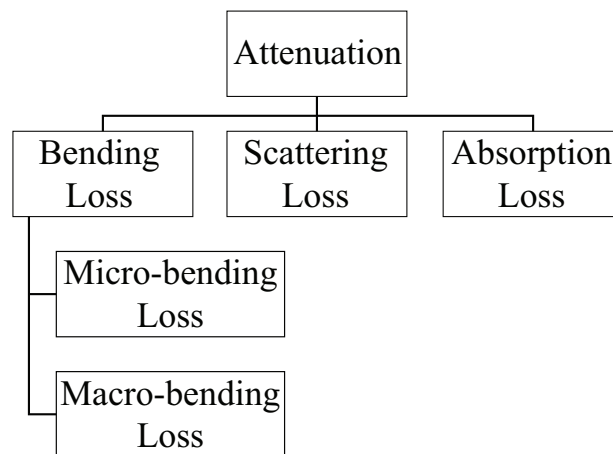 Attenuation
Bending
Loss
Scattering
Loss
Absorption
Loss
Micro-bending
Loss
Macro-bending
Loss